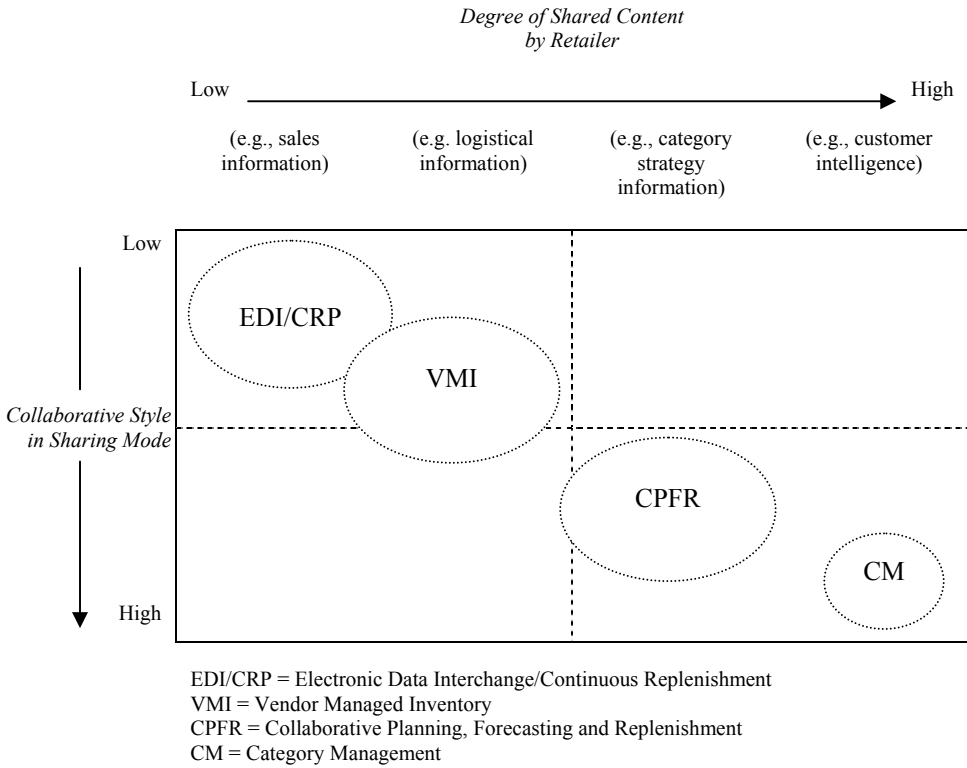 Degree of Shared Content
by Retailer
Low
High
(e.g., sales
information)
(e.g. logistical
information)
(e.g., category
strategy
information)
(e.g., customer
intelligence)
Low
EDI/CRP
VMI
Collaborative Style
in Sharing Mode
CPFR
CM
High
EDI/CRP = Electronic Data Interchange/Continuous Replenishment
VMI = Vendor Managed Inventory
CPFR = Collaborative Planning, Forecasting and Replenishment
CM = Category Management